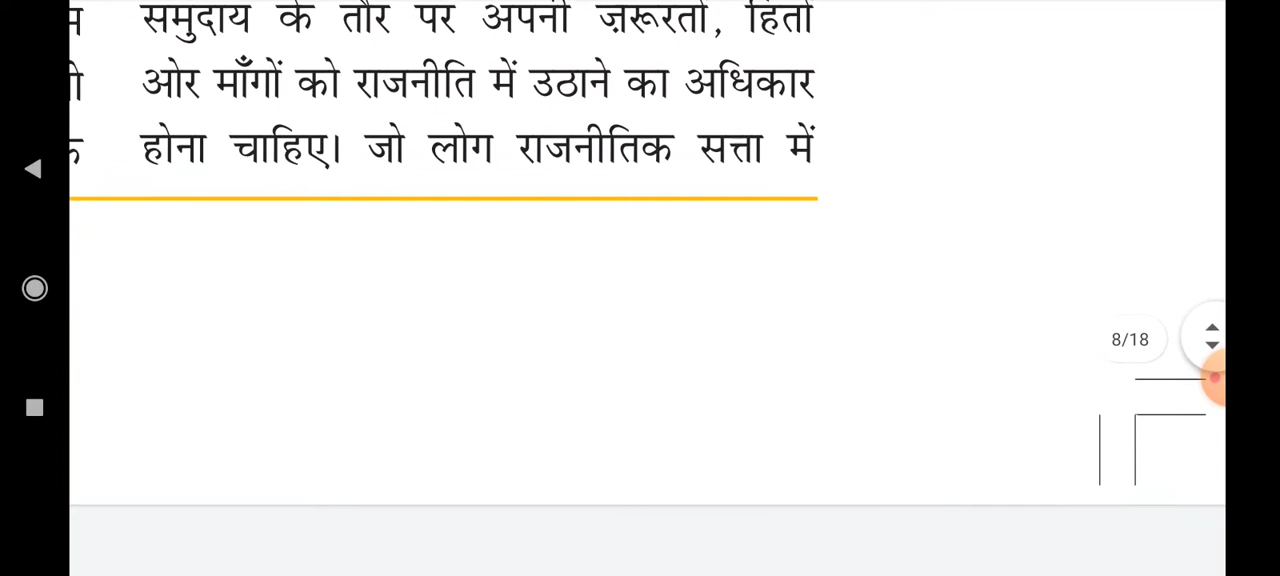 समुदाय के तौर पर अपनी ज़रूरतों, हितों
ओर माँगों को राजनीति में उठाने का अधिकार
होना चाहिए। जो लोग राजनीतिक सत्ता में
8/18